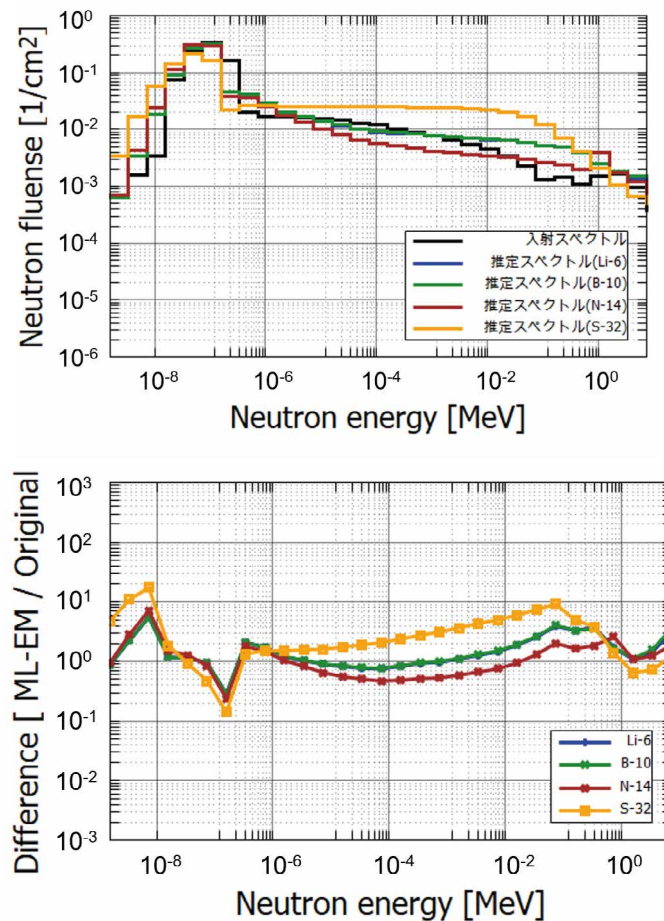 10⁰
10⁻¹
10⁻²
10⁻³
10⁻⁴
10⁻⁵
10⁻⁶
Neutron fluense [1/cm²]
入射スペクトル
推定スペクトル(Li-6)
推定スペクトル(B-10)
推定スペクトル(N-14)
推定スペクトル(S-32)
10⁻⁸ 10⁻⁶ 10⁻⁴ 10⁻² 10⁰
Neutron energy [MeV]
10³
10²
10¹
10⁰
10⁻¹
10⁻²
10⁻³
Difference [ ML-EM / Original
Li-6
B-10
N-14
S-32
10⁻⁸ 10⁻⁶ 10⁻⁴ 10⁻² 10⁰
Neutron energy [MeV]